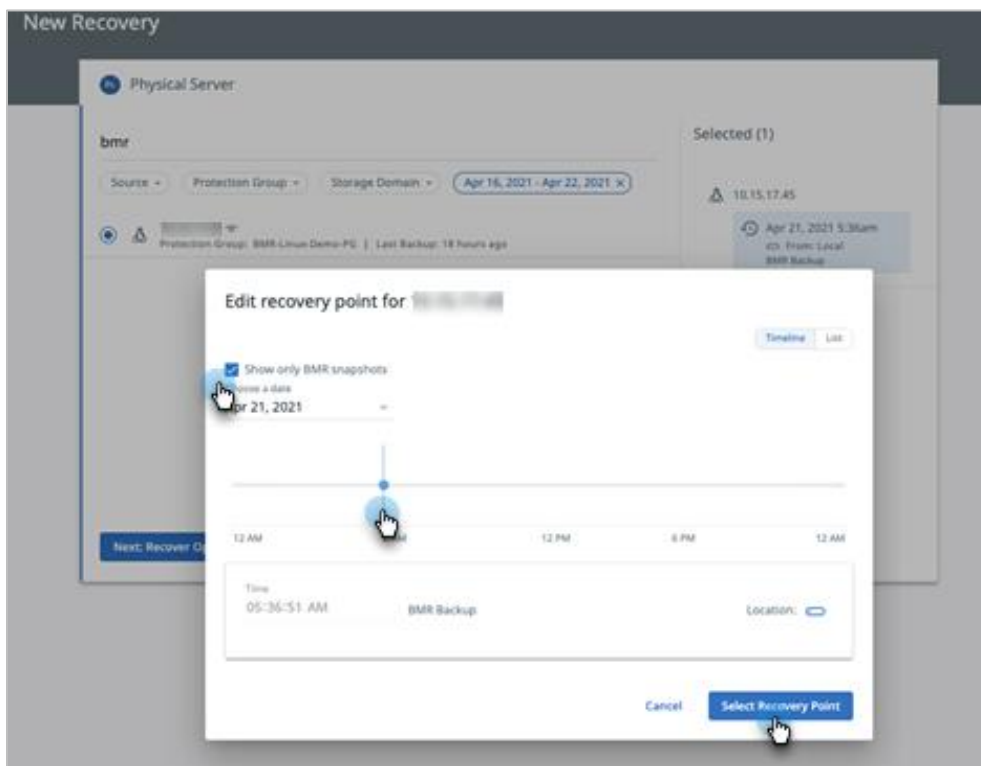 New Recovery
Physical Server
bmr
Selected (1)
Source
Protection Group
Storage Domain
Apr 16, 2021 - Apr 22, 2021 ×
10.15.17.45
Protection Group: BMR-Linux-Demo-PG | Last Backup: 18 hours ago
Apr 21, 2021 5:36am
From: Local
BMR Backup
Edit recovery point for
Timeline List
Show only BMR snapshots
a date
21, 2021
12 AM 12 PM 6 PM 12 AM
Time
05:36:51 AM
BMR Backup
Location:
Next: Recover
Cancel
Select Recovery Point